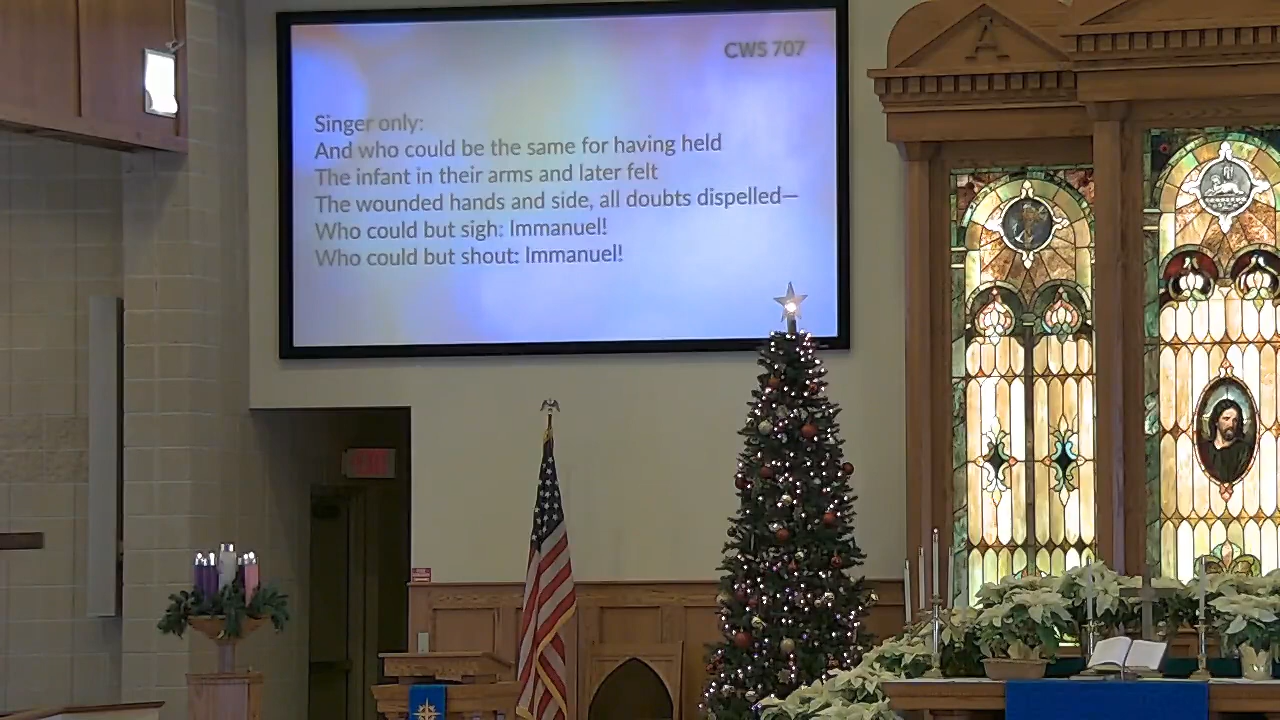 CWS 707
Singer only:
And who could be the same for having held
The infant in their arms and later felt
The wounded hands and side, all doubts dispelled—
Who could but sigh: Immanuel!
Who could but shout: Immanuel!
A
EXIT